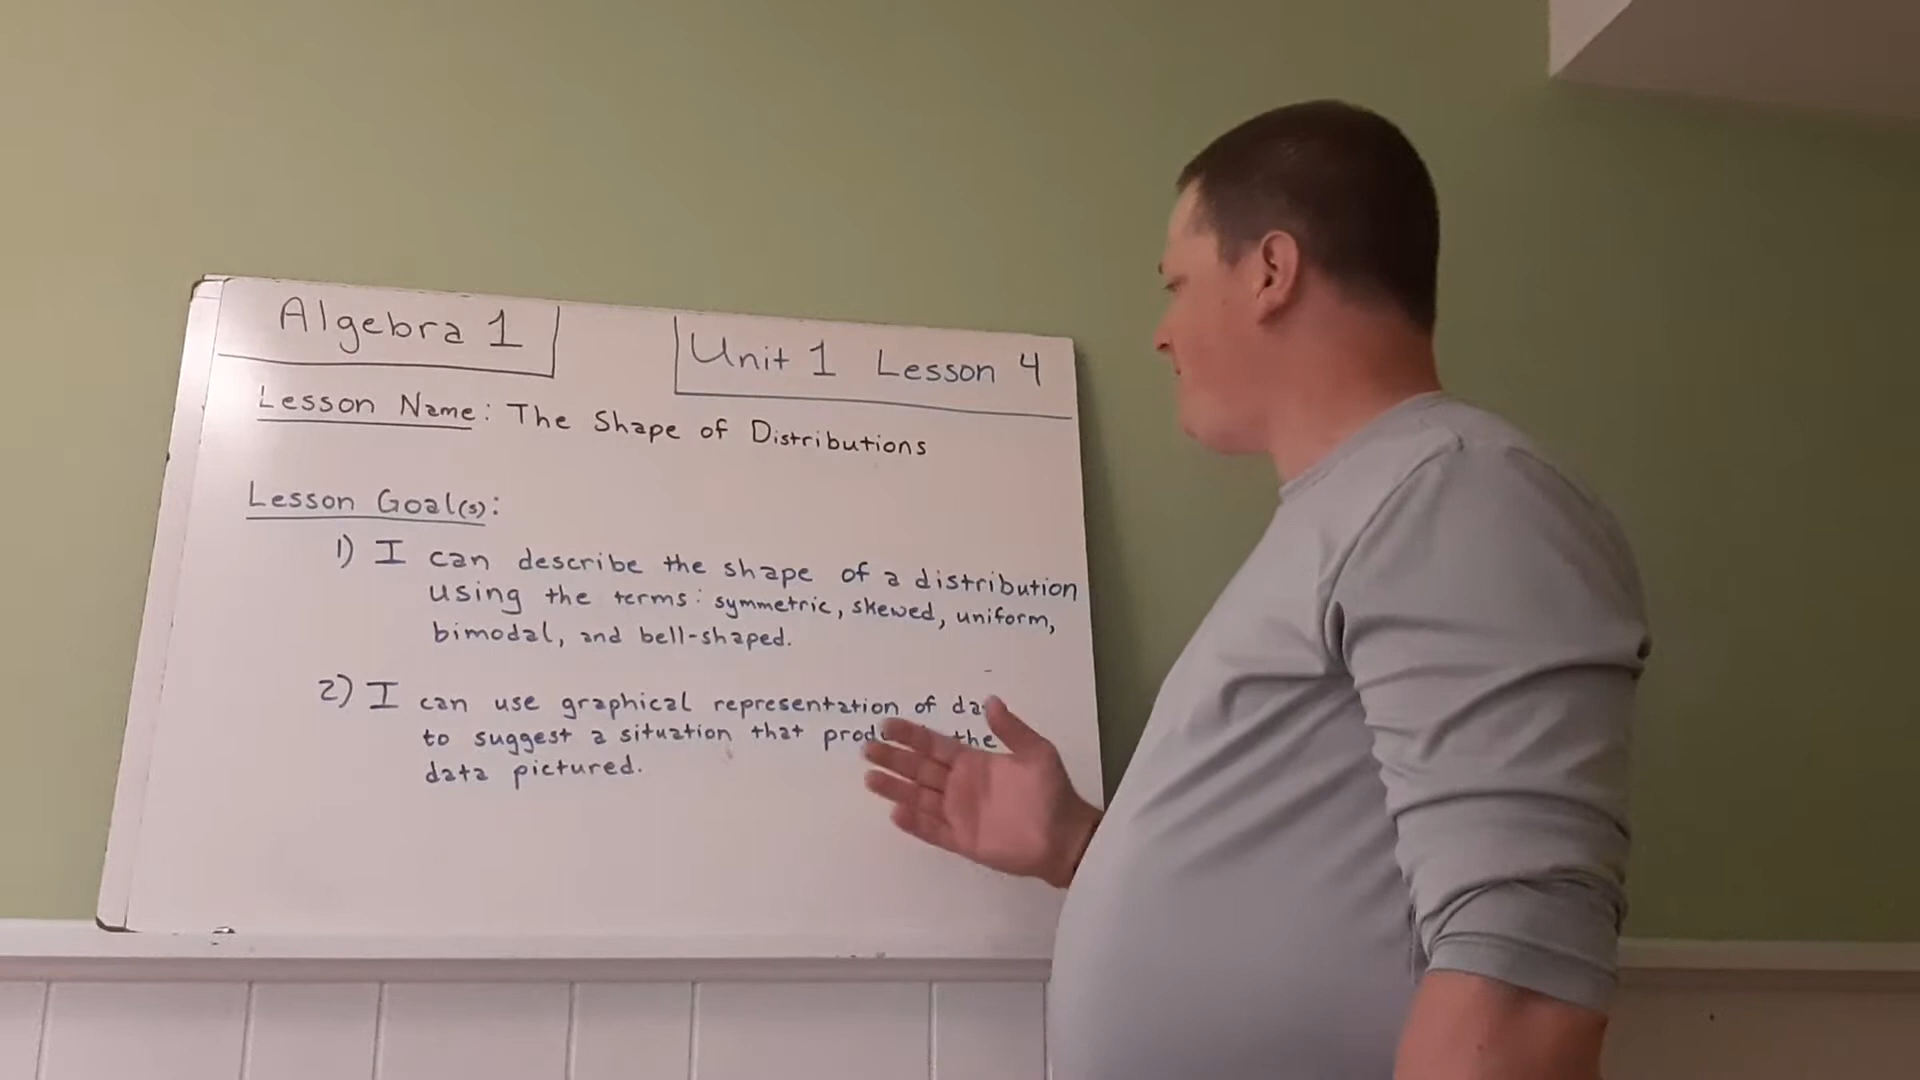 Algebra 1
Unit 1 Lesson 4
Lesson Name: The Shape of Distributions
Lesson Goal(s):
1) I can describe the shape of a distribution
using the terms: symmetric, skewed, uniform,
bimodal, and bell-shaped.
2) I can use graphical representation of
to suggest a situation that the
data pictured.